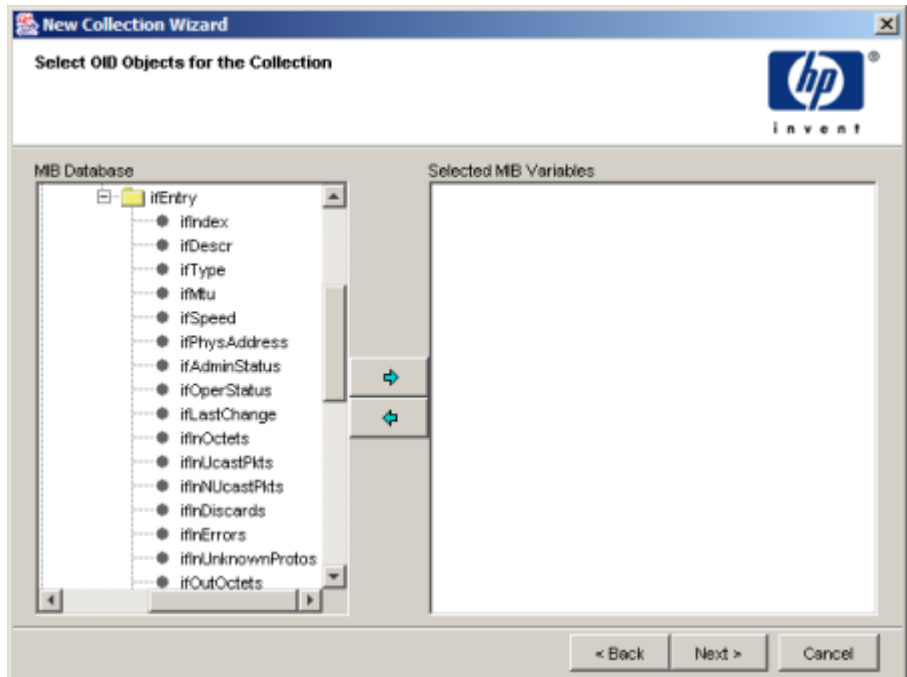 New Collection Wizard
Select OID Objects for the Collection
hp
®
invent
MIB Database
Selected MIB Variables
ifEntry
ifIndex
ifDescr
ifType
ifMtu
ifSpeed
ifPhysAddress
ifAdminStatus
ifOperStatus
ifLastChange
ifInOctets
ifInUcastPkts
ifInNUcastPkts
ifInDiscards
ifInErrors
ifInUnknownProtos
ifOutOctets
< Back
Next >
Cancel